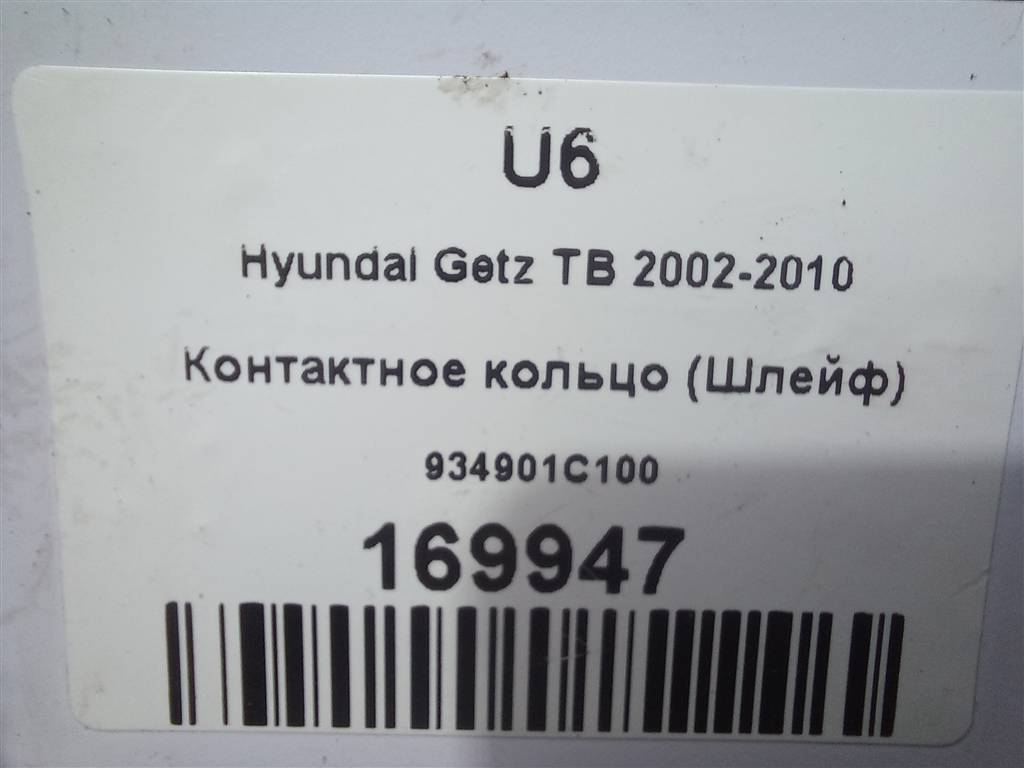 U6
Hyundai Getz TB 2002-2010
Контактное кольцо (Шлейф)
934901C100
169947